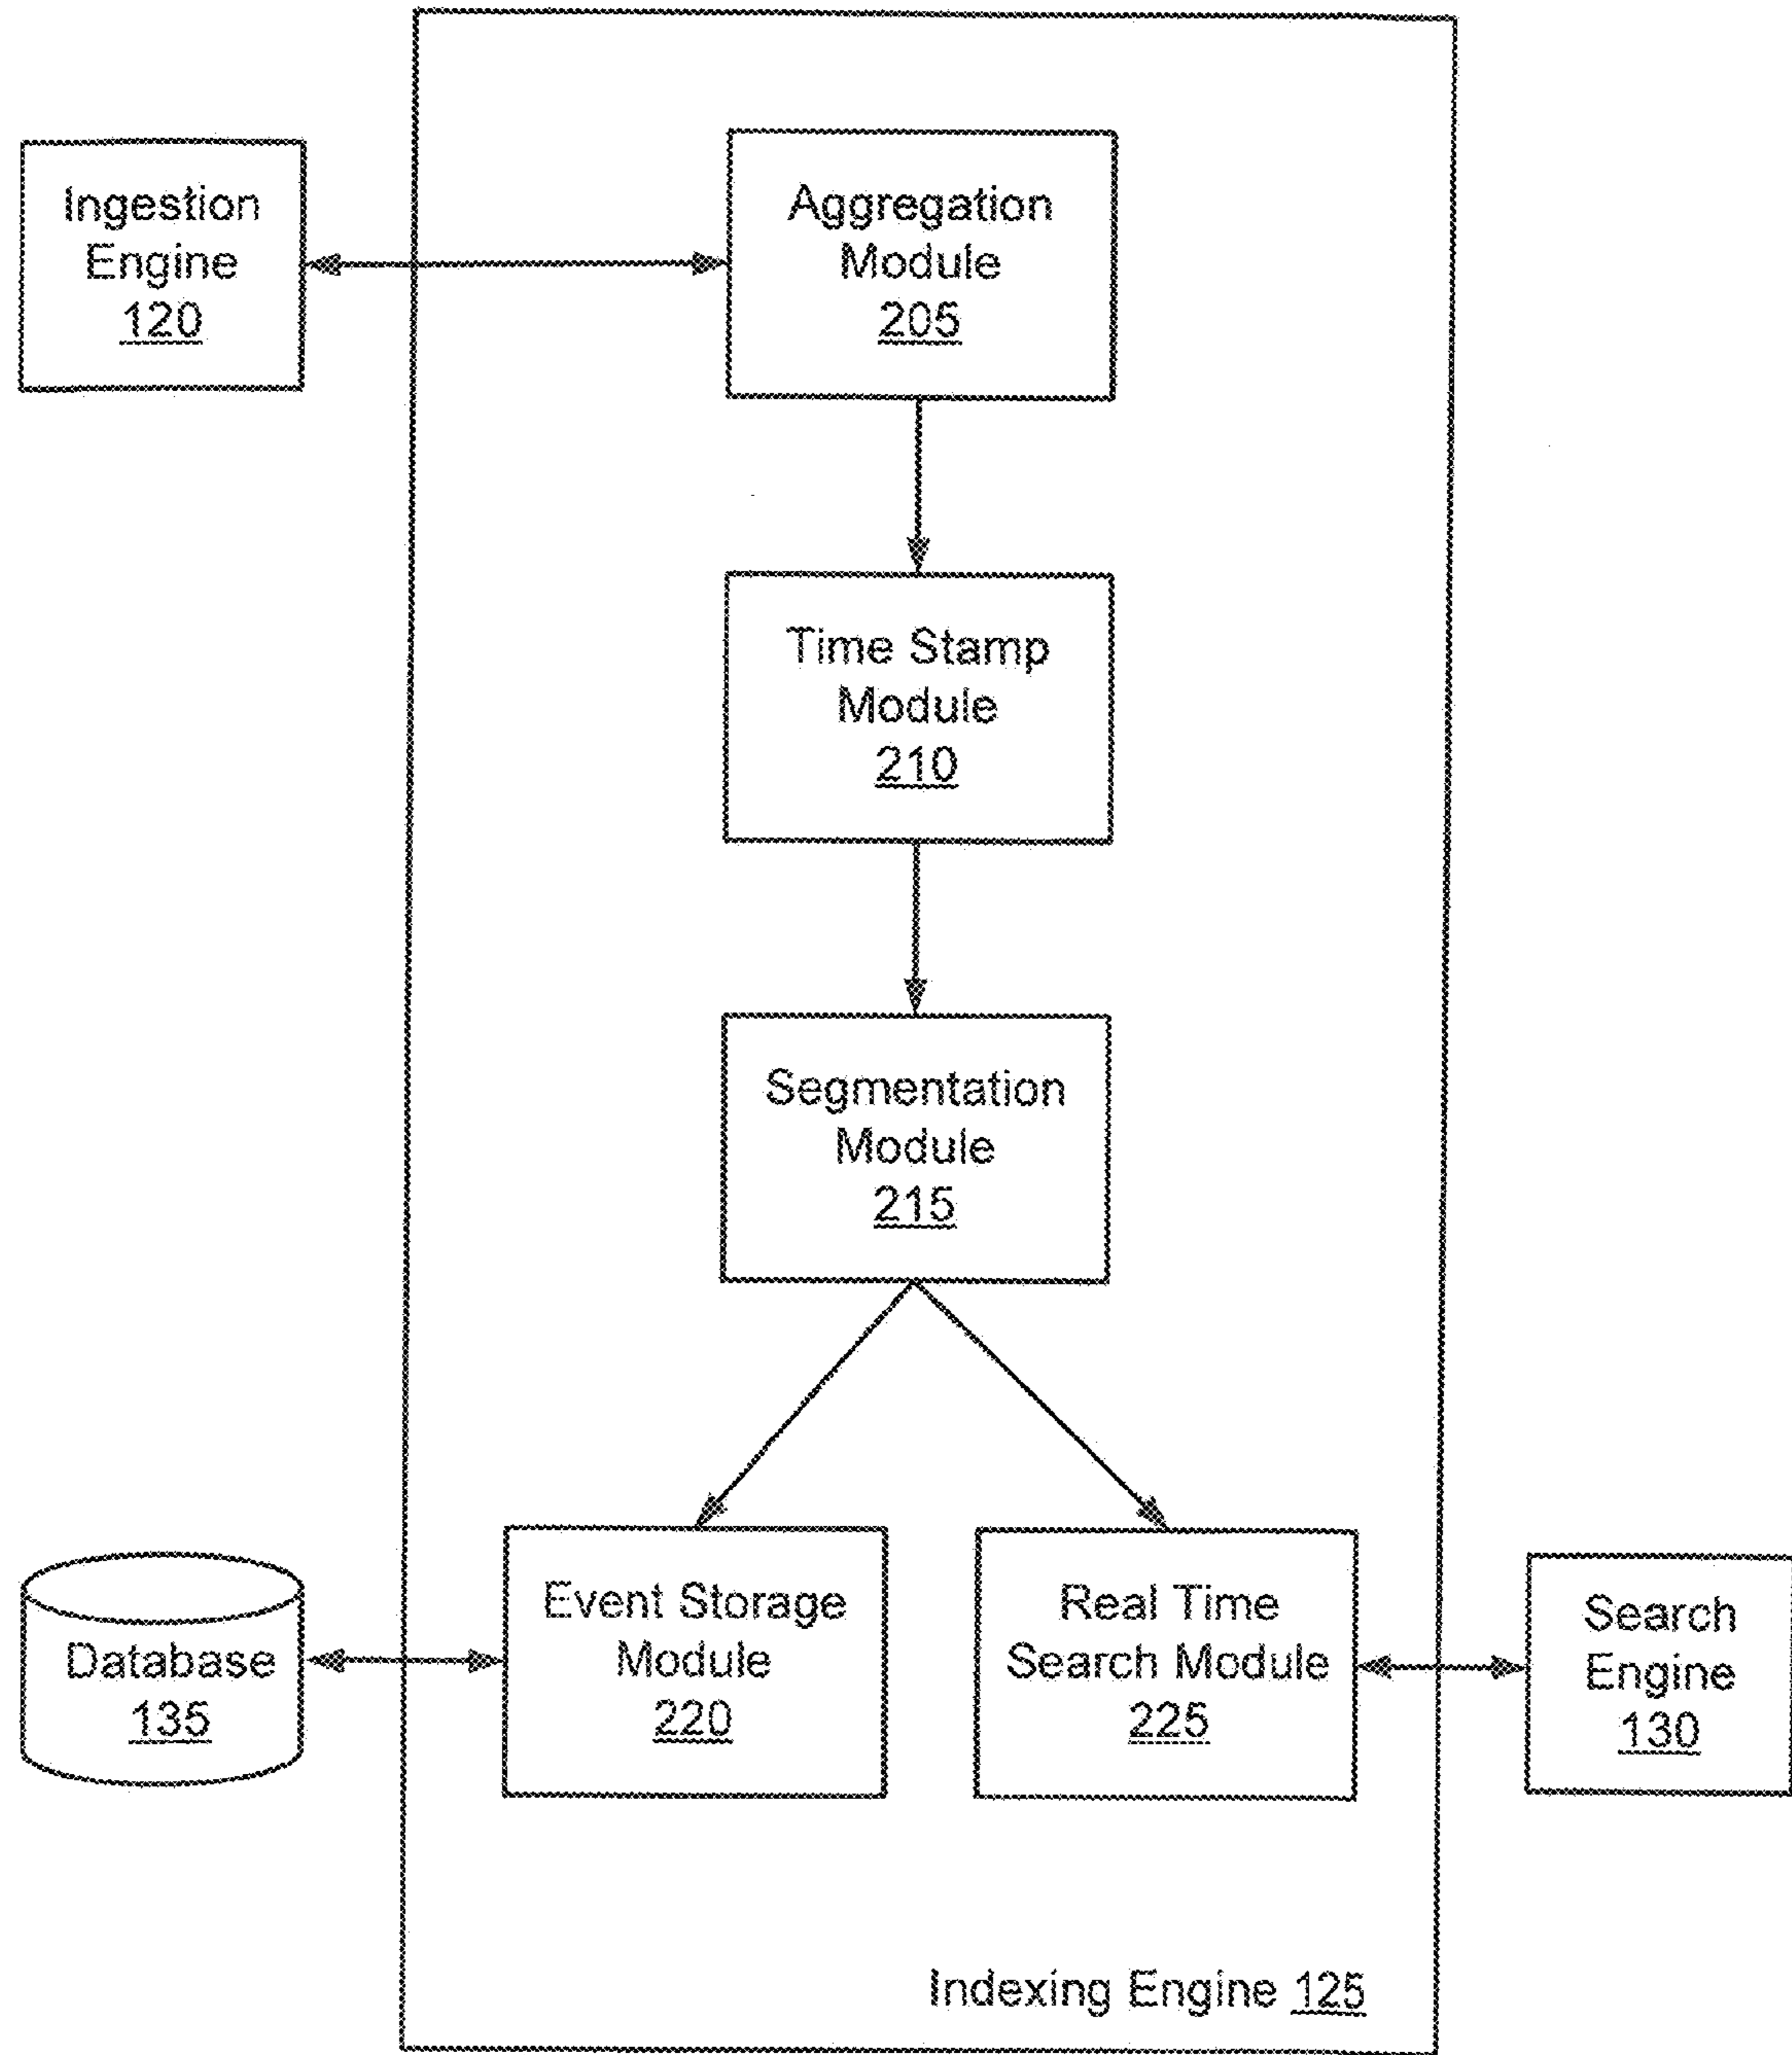 Ingestion
Engine
120
Aggregation
Module
205
Time Stamp
Module
210
Segmentation
Module
215
Database
135
Event Storage
Module
220
Real Time
Search Module
225
Search
Engine
130
Indexing Engine 125